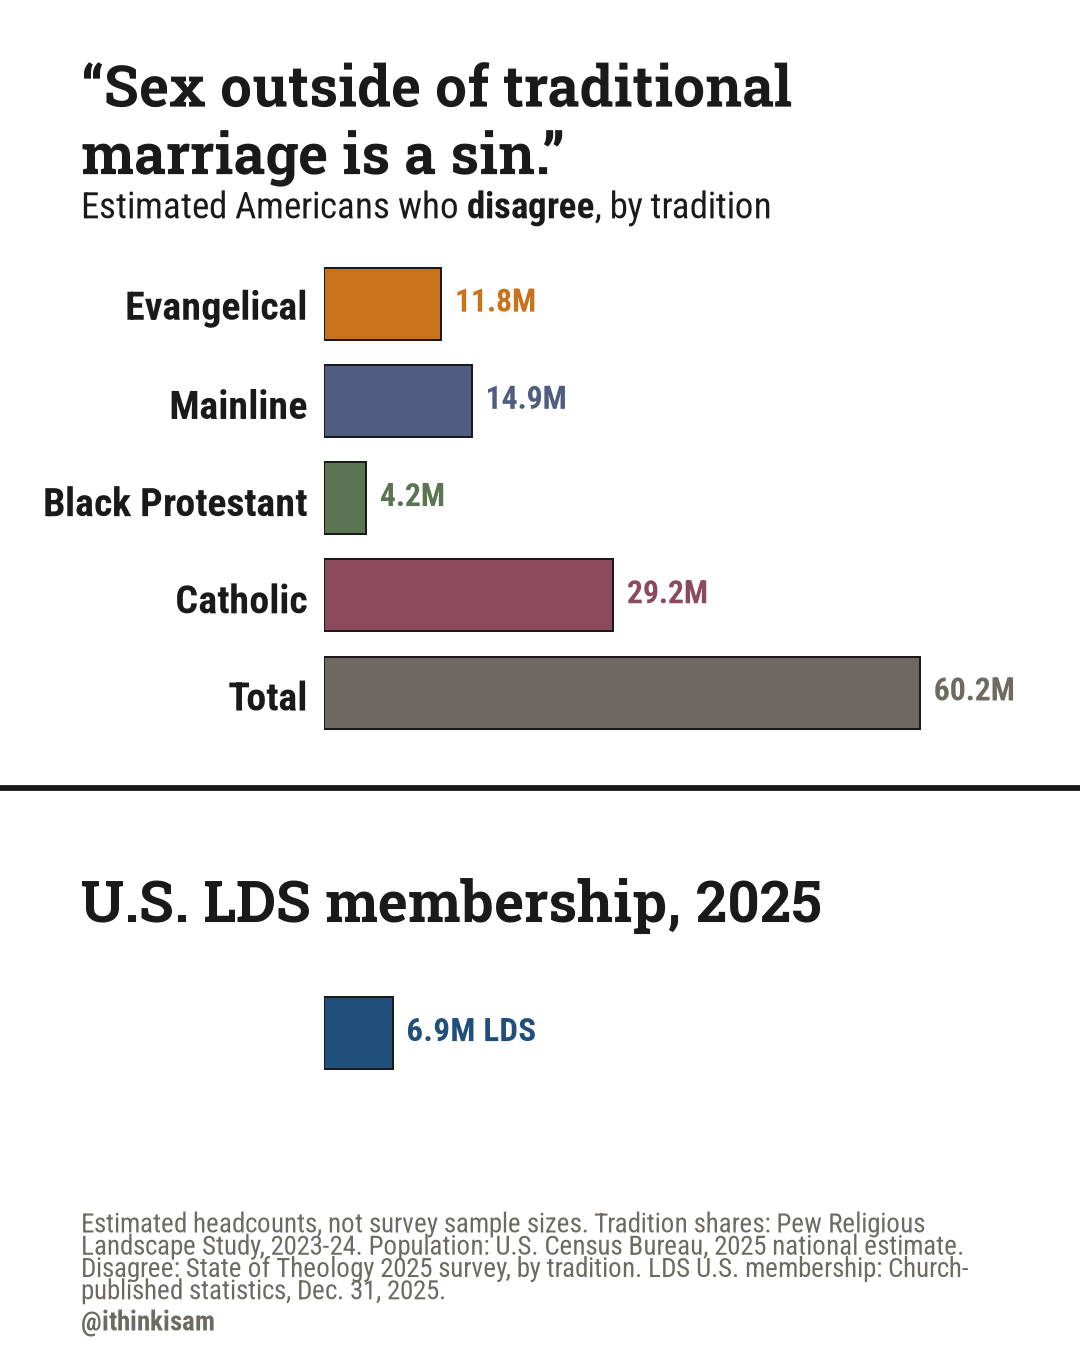 “Sex outside of traditional
marriage is a sin.”
Estimated Americans who disagree, by tradition
Evangelical 11.8M
Mainline 14.9M
Black Protestant 4.2M
Catholic 29.2M
Total 60.2M
U.S. LDS membership, 2025
6.9M LDS
Estimated headcounts, not survey sample sizes. Tradition shares: Pew Religious
Landscape Study, 2023-24. Population: U.S. Census Bureau, 2025 national estimate.
Disagree: State of Theology 2025 survey, by tradition. LDS U.S. membership: Church-
published statistics, Dec. 31, 2025.
@ithinkisam